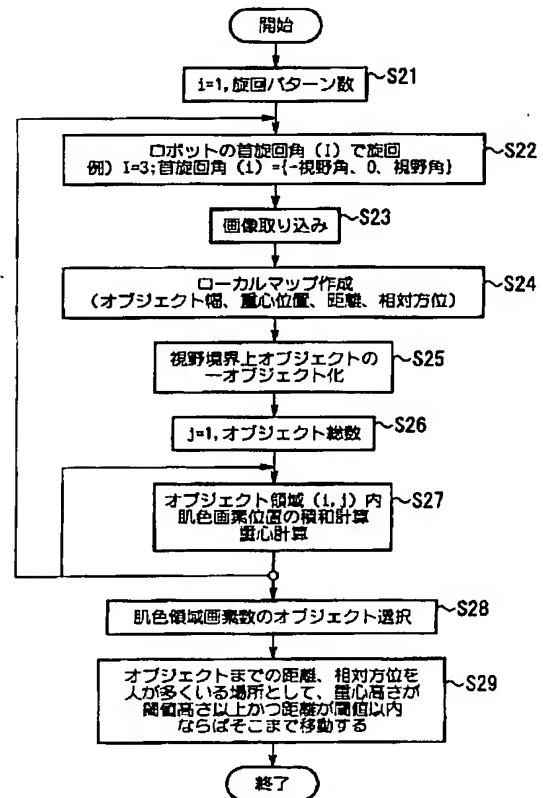 開始
i=1,旋回パターン数
S21
ロボットの首旋回角 (I) で旋回
例) I=3;首旋回角 (i) ={-視野角、0、視野角}
S22
画像取り込み
S23
ローカルマップ作成
(オブジェクト幅、重心位置、距離、相対方位)
S24
視野境界上オブジェクトの
一オブジェクト化
S25
j=1,オブジェクト総数
S26
オブジェクト領域 (i,j) 内
肌色画素位置の積和計算
重心計算
S27
肌色領域画素数のオブジェクト選択
S28
オブジェクトまでの距離、相対方位を
人が多くいる場所として、重心高さが
閾値高さ以上かつ距離が閾値以内
ならばそこまで移動する
S29
終了